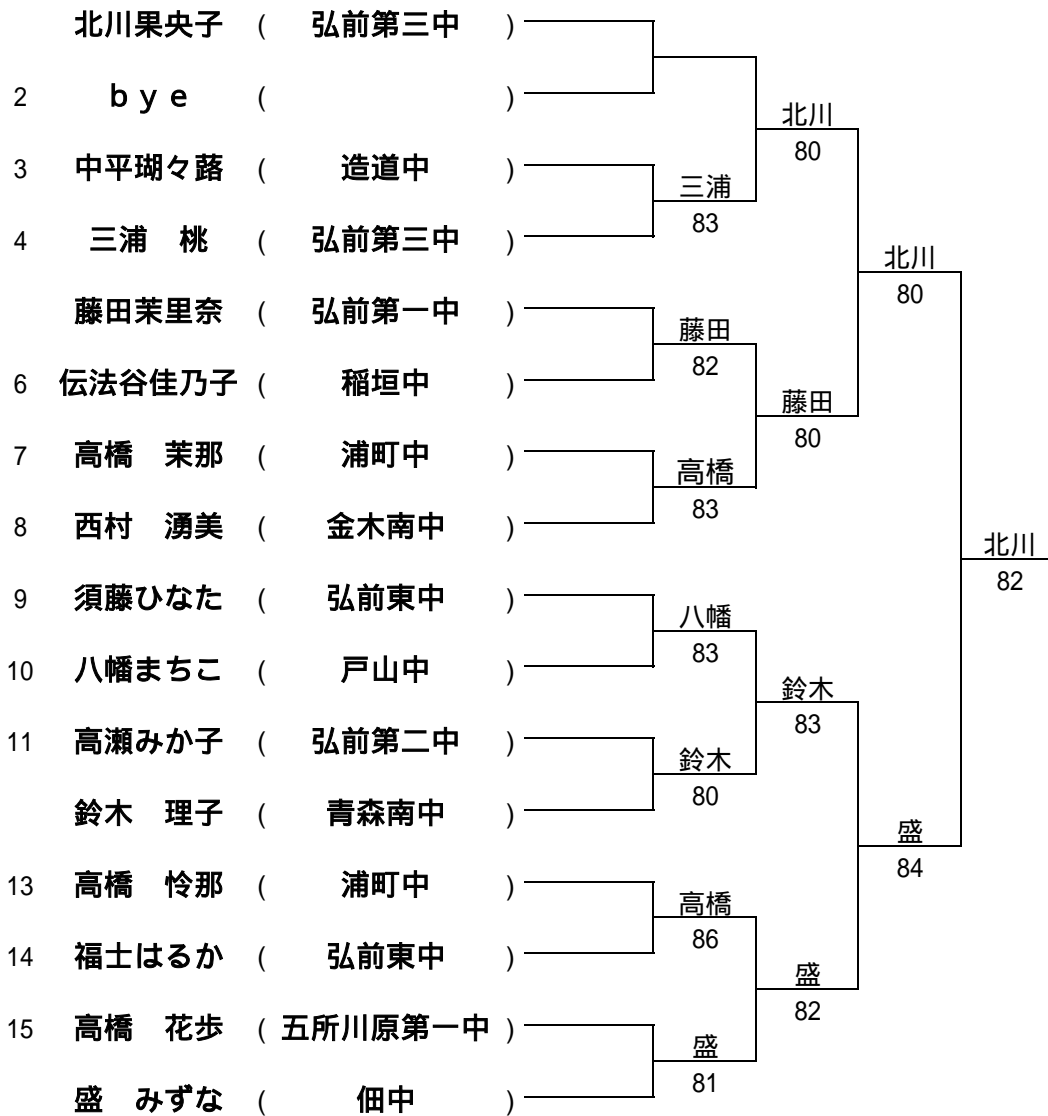 北川果央子 ( 弘前第三中 )
2 bye ( )
北川
80
3 中平瑚々蕗 ( 造道中 )
三浦
83
4 三浦 桃 ( 弘前第三中 )
北川
80
藤田茉里奈 ( 弘前第一中 )
藤田
82
6 伝法谷佳乃子 ( 稲垣中 )
藤田
80
7 高橋 茉那 ( 浦町中 )
高橋
83
8 西村 湧美 ( 金木南中 )
北川
82
9 須藤ひなた ( 弘前東中 )
八幡
83
10 八幡まちこ ( 戸山中 )
鈴木
83
11 高瀬みか子 ( 弘前第二中 )
鈴木
80
鈴木 理子 ( 青森南中 )
盛
84
13 高橋 怜那 ( 浦町中 )
高橋
86
14 福士はるか ( 弘前東中 )
盛
82
15 高橋 花歩 ( 五所川原第一中 )
盛
81
盛 みずな ( 佃中 )